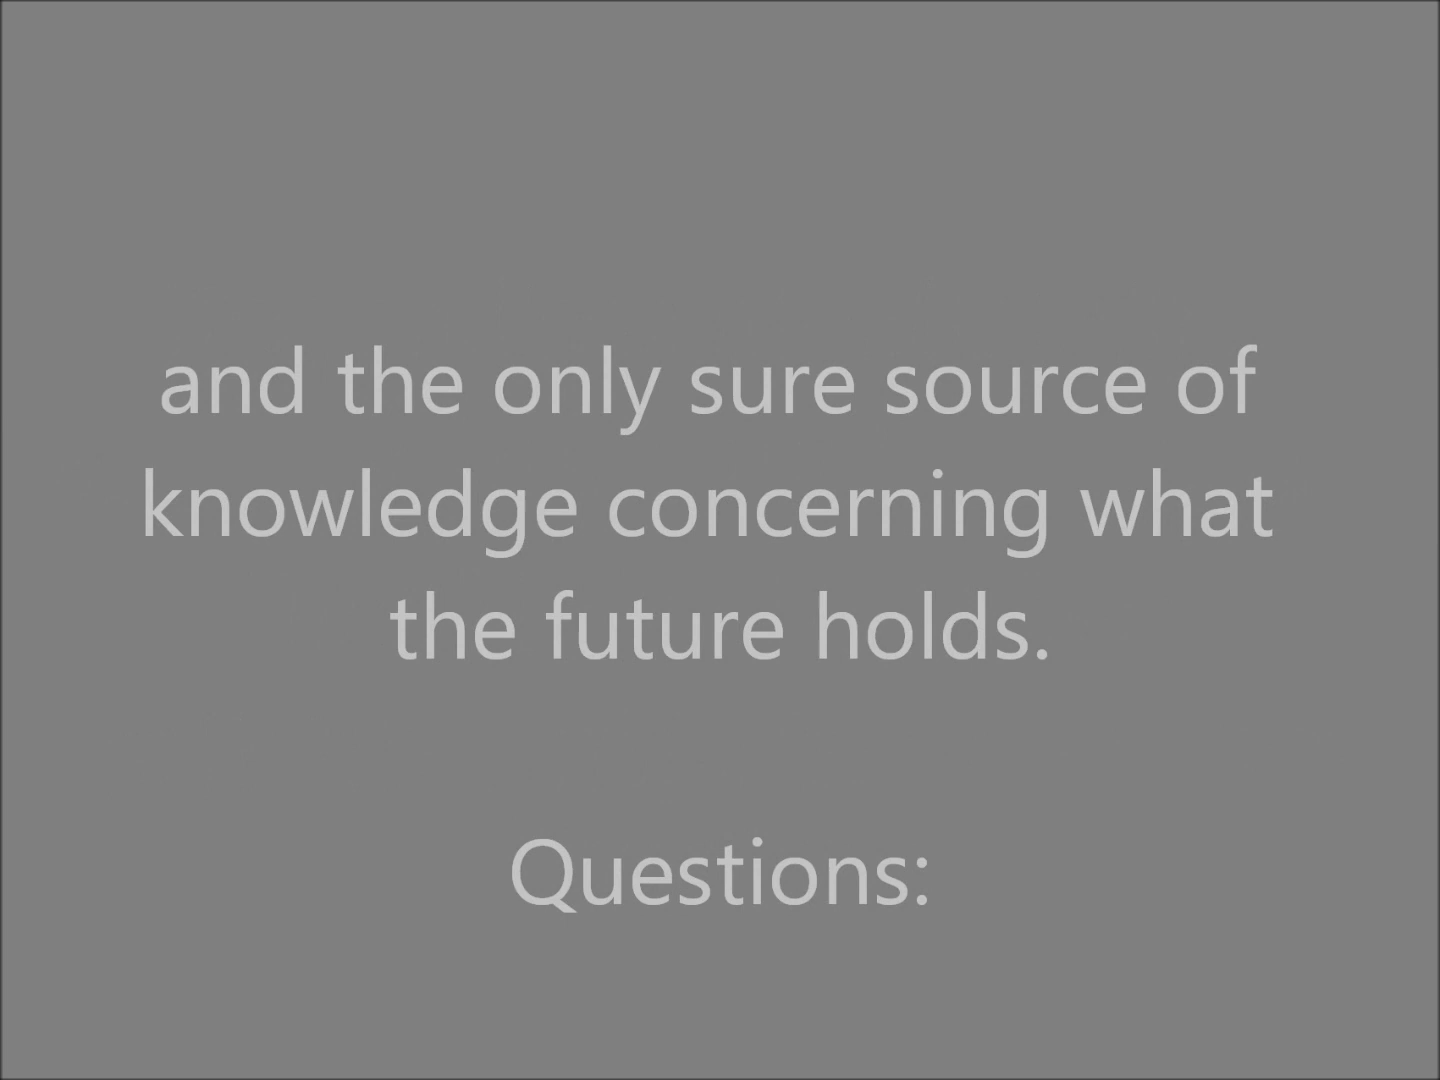 and the only sure source of
knowledge concerning what
the future holds.
Questions: